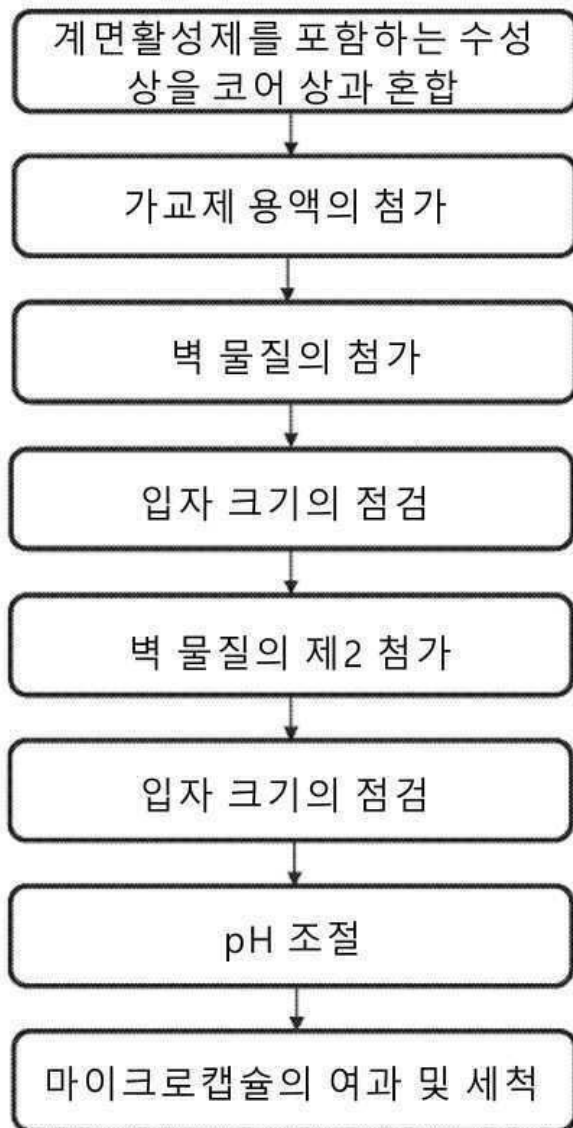 계면활성제를 포함하는 수성
상을 코어 상과 혼합
가교제 용액의 첨가
벽 물질의 첨가
입자 크기의 점검
벽 물질의 제2 첨가
입자 크기의 점검
pH 조절
마이크로캡슐의 여과 및 세척